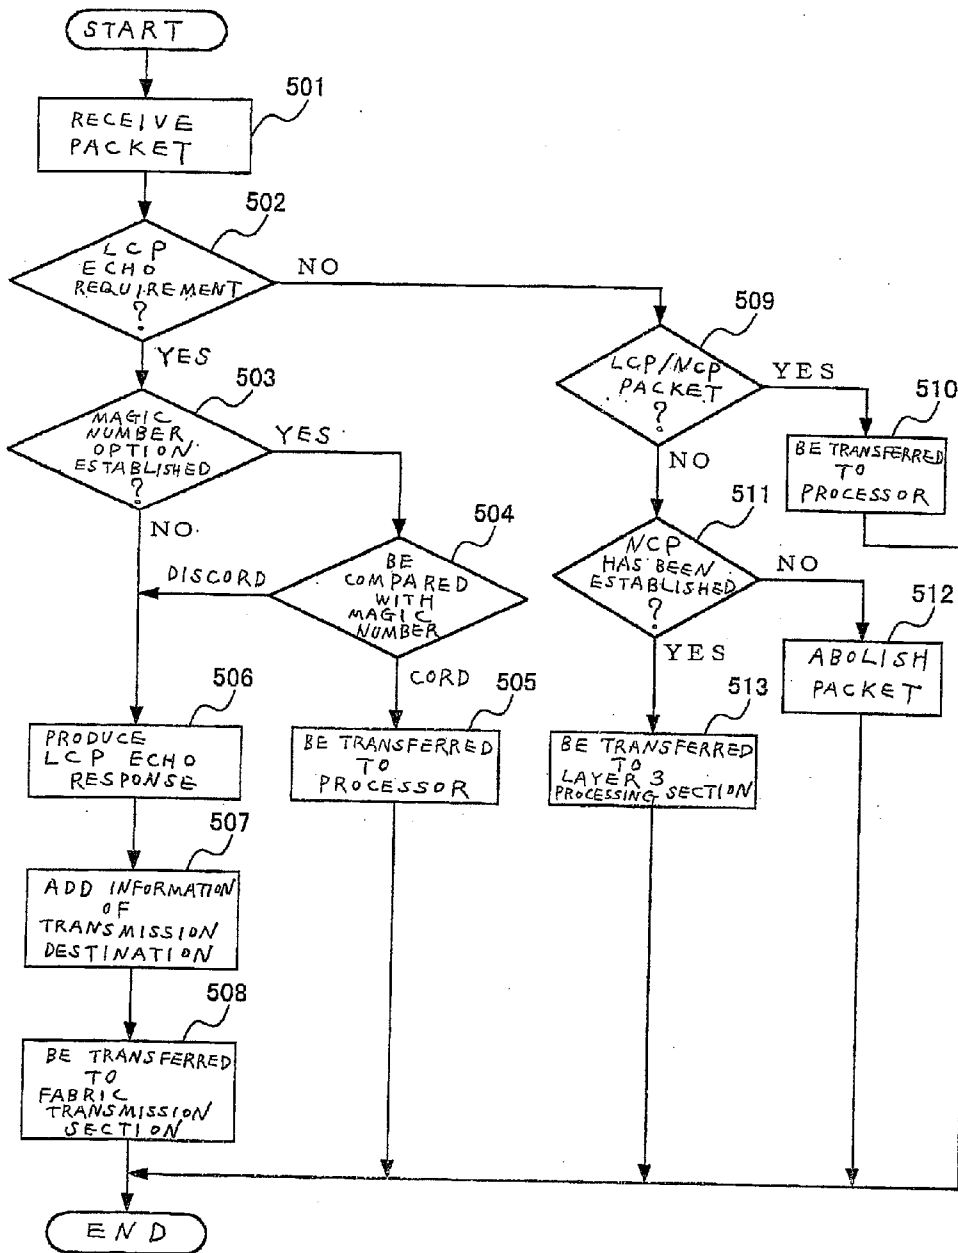 START
501
RECEIVE
PACKET
502
LCP
ECHO
REQUIREMENT
?
NO
YES
503
MAGIC
NUMBER
OPTION
ESTABLISHED
?
YES
NO.
504
BE
COMPARED
WITH
MAGIC
NUMBER
DISCORD
CORD
505
BE TRANSFERRED
TO
PROCESSOR
506
PRODUCE
LCP ECHO
RESPONSE
507
ADD INFORMATION
OF
TRANSMISSION
DESTINATION
508
BE TRANSFERRED
TO
FABRIC
TRANSMISSION
SECTION
509
LCP/NCP
PACKET
?
YES
NO
510
BE TRANSFERRED
TO
PROCESSOR
511
NCP
HAS BEEN
ESTABLISHED
?
NO
YES
512
ABOLISH
PACKET
513
BE TRANSFERRED
TO
LAYER 3
PROCESSING SECTION
END